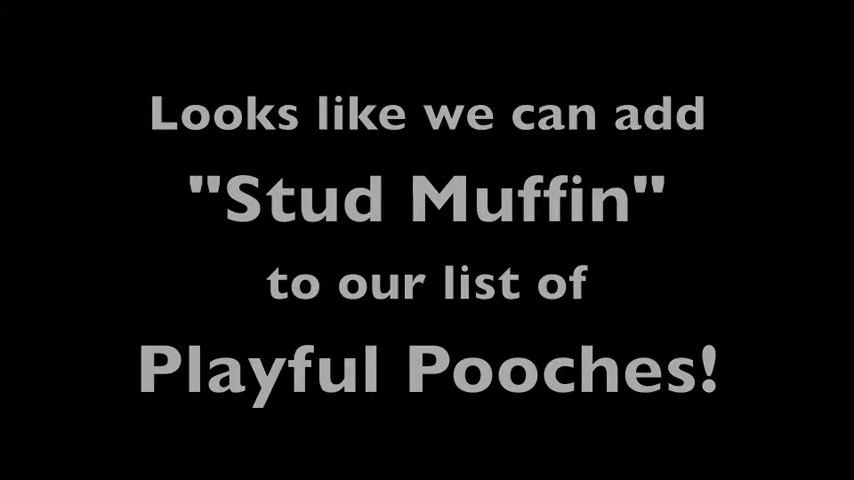 Looks like we can add
"Stud Muffin"
to our list of
Playful Pooches!